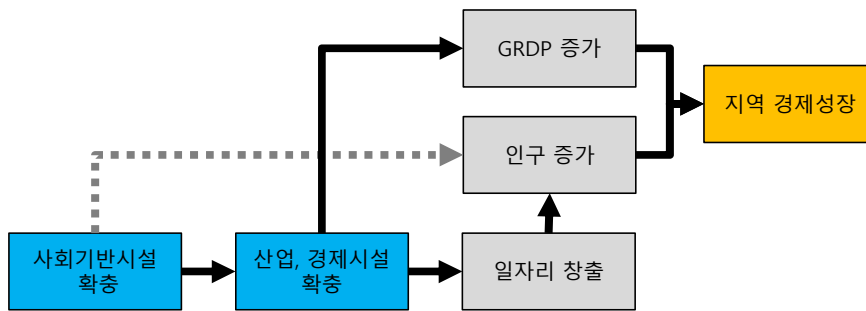 GRDP 증가
지역 경제성장
인구 증가
사회기반시설
확충
산업, 경제시설
확충
일자리 창출